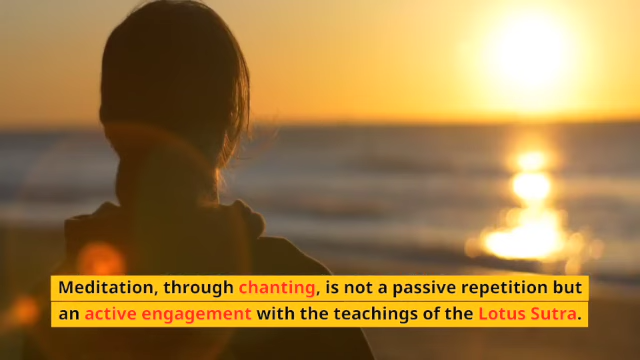 Meditation, through chanting, is not a passive repetition but
an active engagement with the teachings of the Lotus Sutra.